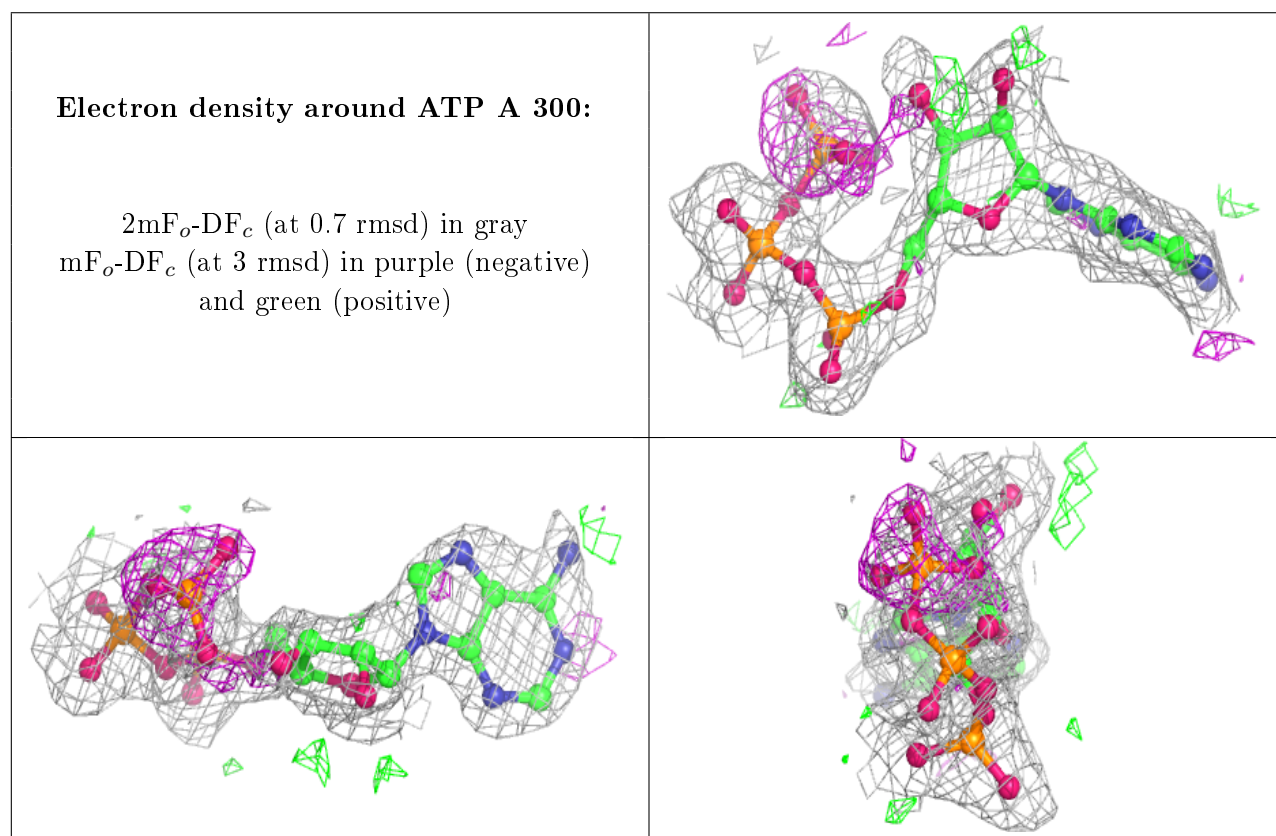 Electron density around ATP A 300:
2mFo-DFc (at 0.7 rmsd) in gray
mFo-DFc (at 3 rmsd) in purple (negative)
and green (positive)